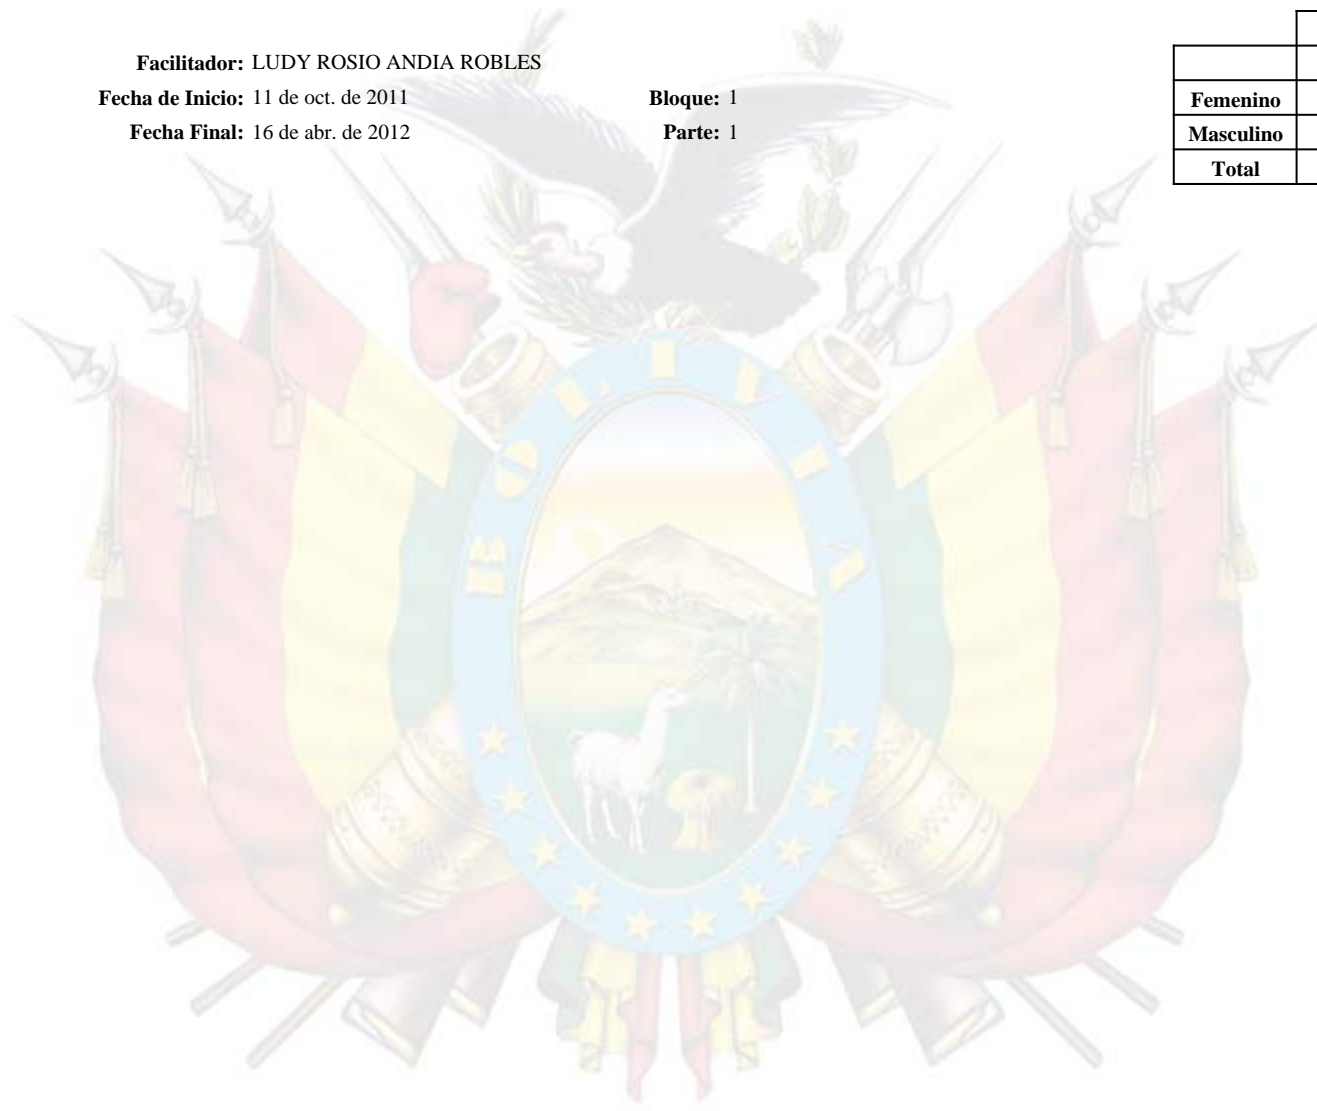 Facilitador: LUDY ROSIO ANDIA ROBLES
Fecha de Inicio: 11 de oct. de 2011 Bloque: 1
Fecha Final: 16 de abr. de 2012 Parte: 1
Femenino
Masculino
Total
BOLIVIA